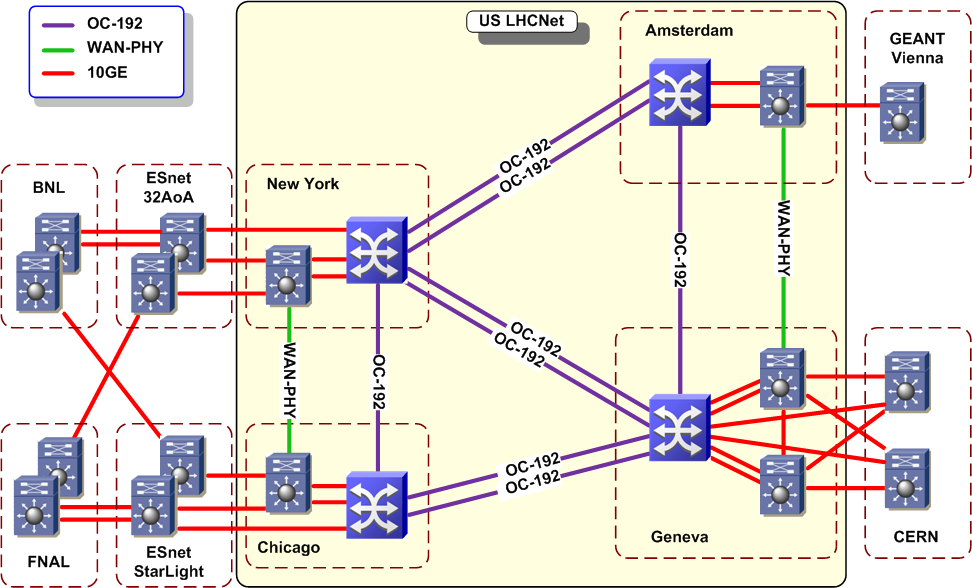 OC-192
WAN-PHY
10GE
US LHCNet
Amsterdam
GEANT
Vienna
OC-192
OC-192
BNL
ESnet
32AoA
New York
WAN-PHY
OC-192
OC-192
OC-192
WAN-PHY
OC-192
OC-192
OC-192
FNAL
ESnet
StarLight
Chicago
Geneva
CERN